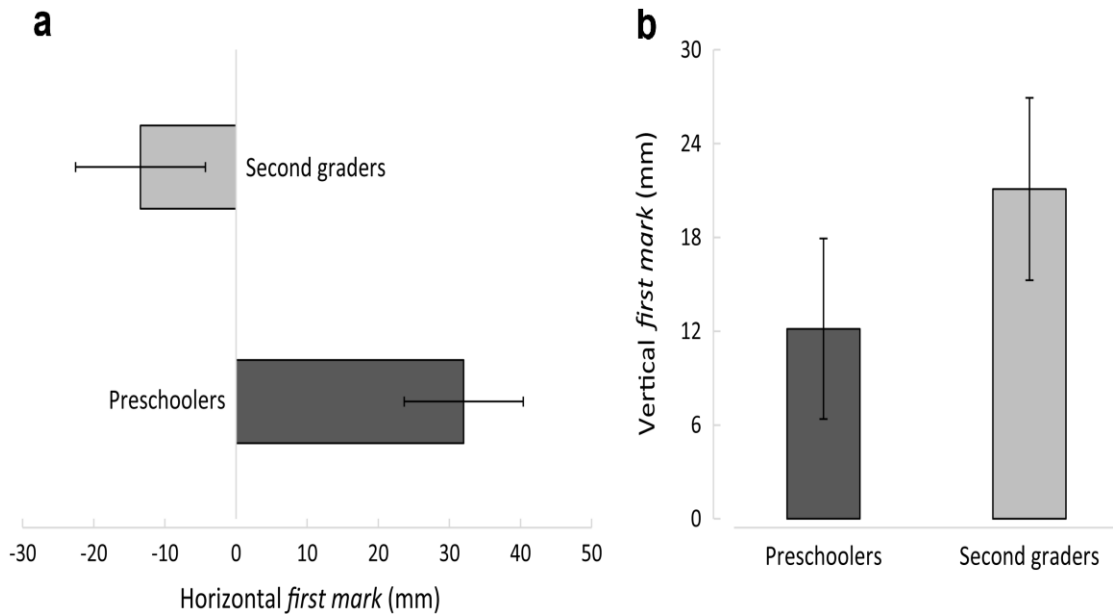 a
Second graders
Preschoolers
-30 -20 -10 0 10 20 30 40 50
Horizontal first mark (mm)
b
Vertical first mark (mm)
30
24
18
12
6
0
Preschoolers Second graders